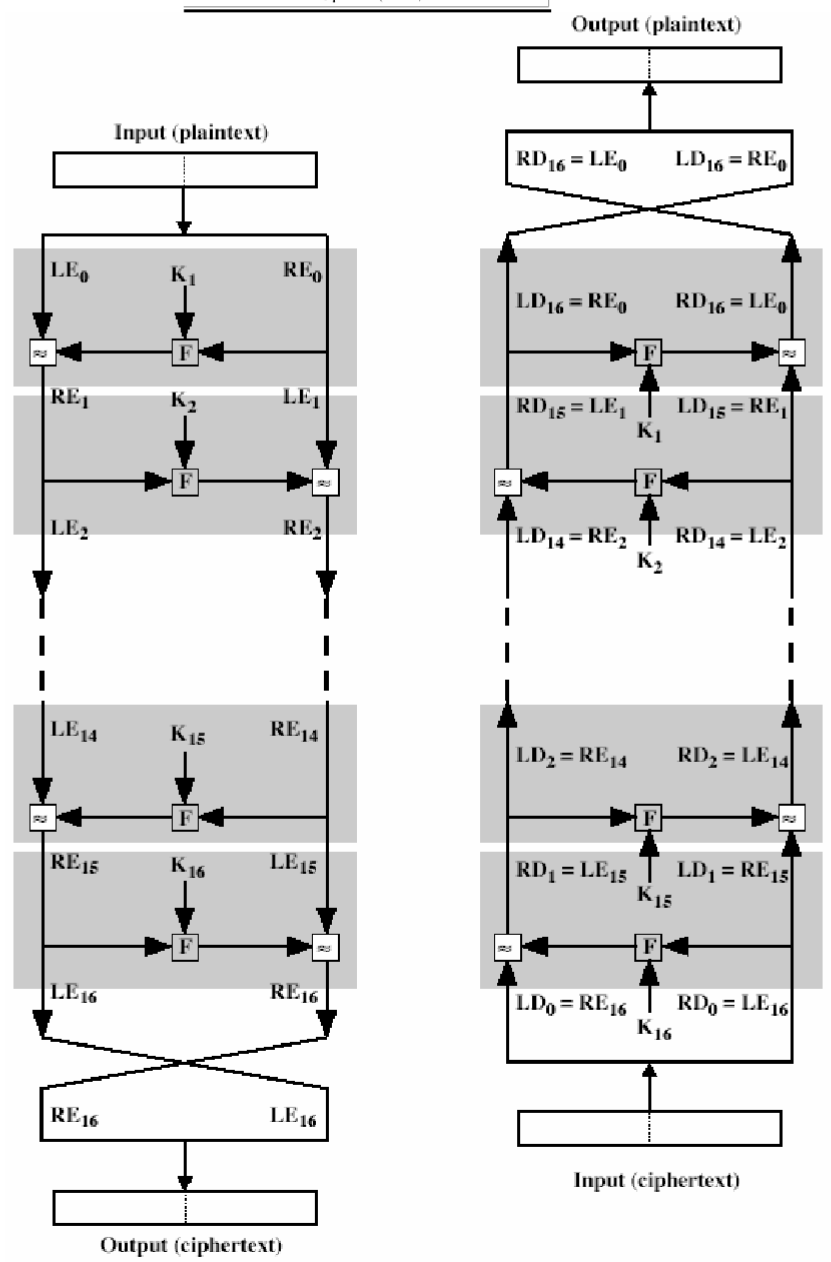 Input (plaintext)
LE0 K1 RE0
≈ F
RE1 K2 LE1
F ≈
LE2 RE2
LE14 K15 RE14
≈ F
RE15 K16 LE15
F ≈
LE16 RE16
RE16 LE16
Output (ciphertext)
Output (plaintext)
RD16 = LE0 LD16 = RE0
LD16 = RE0 RD16 = LE0
F ≈
RD15 = LE1 LD15 = RE1
K1
≈ F
LD14 = RE2 RD14 = LE2
K2
LD2 = RE14 RD2 = LE14
F ≈
RD1 = LE15 LD1 = RE15
K15
≈ F
LD0 = RE16 RD0 = LE16
K16
Input (ciphertext)